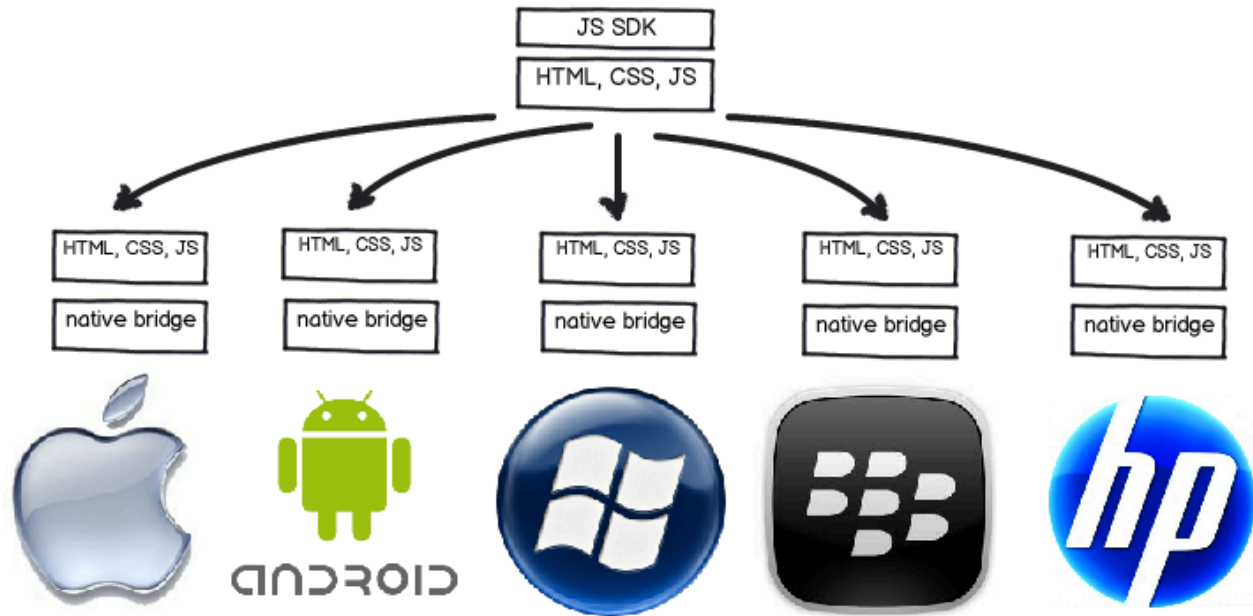 JS SDK
HTML, CSS, JS
HTML, CSS, JS
HTML, CSS, JS
HTML, CSS, JS
HTML, CSS, JS
HTML, CSS, JS
native bridge
native bridge
native bridge
native bridge
native bridge
ANDROID
hp